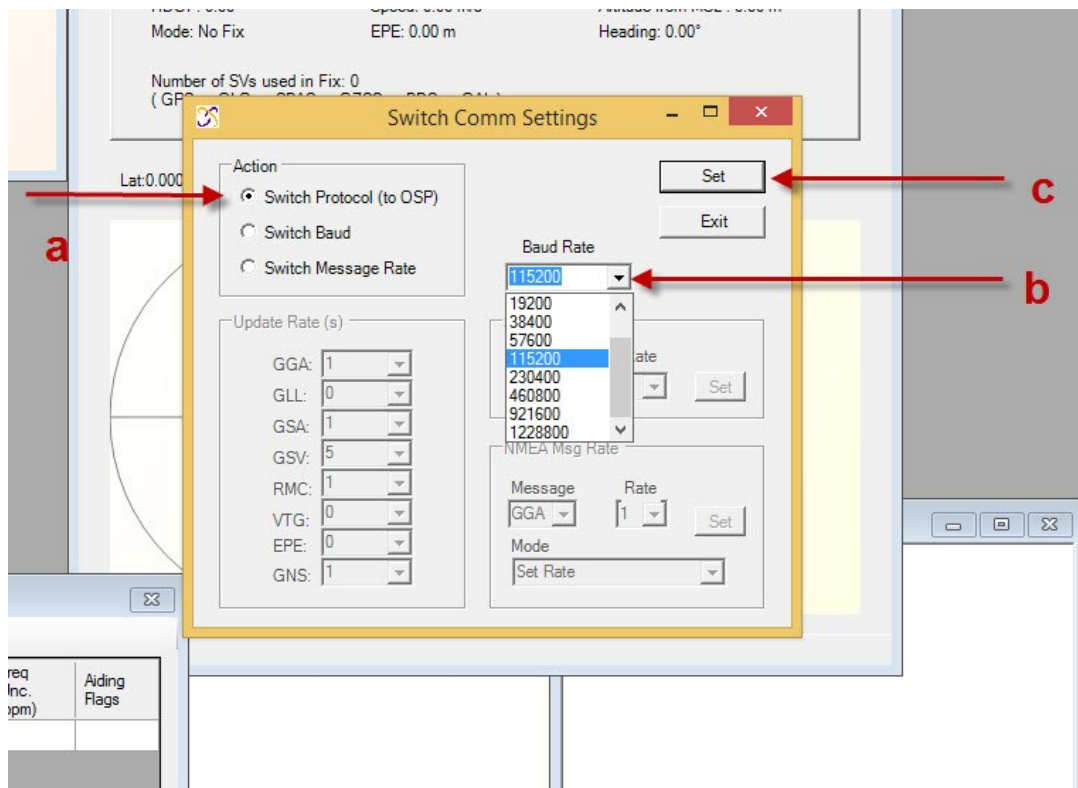 Mode: No Fix EPE: 0.00 m Heading: 0.00°
Number of SVs used in Fix: 0
Switch Comm Settings
Action
Set
Lat:0.000
Switch Protocol (to OSP)
c
a
Switch Baud
Exit
Baud Rate
Switch Message Rate
115200
b
19200
38400
57600
115200
230400
460800
921600
1228800
Update Rate (s)
GGA: 1
GLL: 0
GSA: 1
GSV: 5
RMC: 1
VTG: 0
EPE: 0
GNS: 1
Set
NMEA Msg Rate
Message Rate
GGA 1 Set
Mode
Set Rate
Aiding
Flags